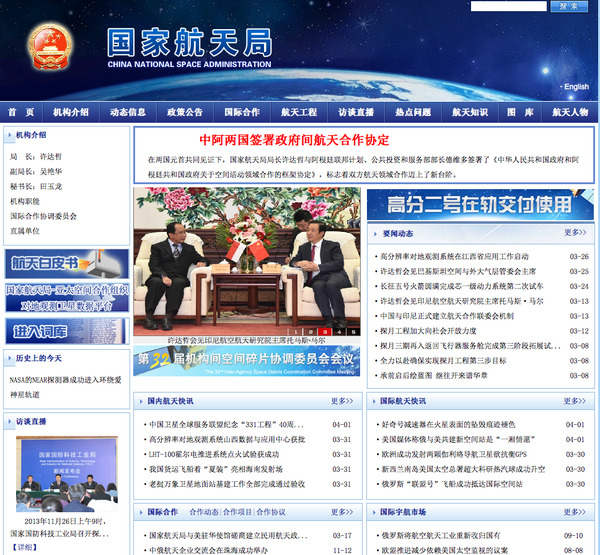 搜 索
国家航天局
CHINA NATIONAL SPACE ADMINISTRATION
English
首 页 机构介绍 动态信息 政策公告 国际合作 航天工程 访谈直播 热点问题 航天知识 图 库 航天人物
机构介绍
局 长：许达哲
副局长：吴艳华
秘书长：田玉龙
机构职能
国际合作协调委员会
直属单位
航天白皮书
国家航天局-亚太空间合作组织
对地观测卫星数据平台
进入词库
历史上的今天
NASA的NEAR探测器成功进入环绕爱
神星轨道
访谈直播
国家国防科技工业局
新闻发布会
2013年11月26日上午9时，
国家国防科技工业局召开探...
【详细】
中阿两国签署政府间航天合作协定
在两国元首共同见证下，国家航天局局长许达哲与阿根廷联邦计划、公共投资和服务部部长德维多签署了《中华人民共和国政府和阿
根廷共和国政府关于空间活动领域合作的框架协定》，标志着双方航天领域合作迈上了新台阶。
1 2 3 4 5
许达哲会见印尼航空航天研究院主席托马斯·马尔
第32届机构间空间碎片协调委员会会议
The 32nd Inter-Agency Space Debris Coordination Committee Meeting
高分二号在轨交付使用
要闻动态 更多>>
高分辨率对地观测系统在江西省应用工作启动 03-26
许达哲会见巴基斯坦空间与外大气层管委会主席 03-25
长征五号火箭圆满完成芯一级动力系统第二次试车 03-24
许达哲会见印尼航空航天研究院主席托马斯·马尔 03-13
中国与印尼正式建立航天合作联委会机制 03-13
探月工程加大向社会开放力度 03-12
探月三期再入返回飞行器服务舱完成第三阶段拓展试... 03-09
全力以赴确保实现探月工程第三步目标 03-09
承前启后绘蓝图 继往开来谱华章 03-09
国内航天快讯 更多>>
中国卫星全球服务联盟纪念“331工程”40周... 04-01
高分辨率对地观测系统山西数据与应用中心获批 03-31
LHT-100霍尔电推进系统点火试验获成功 03-31
我国货运飞船着“夏装”亮相海南发射场 03-31
老挝万象卫星地面站基建工作全部完成通过验收 03-31
国际航天快讯 更多>>
好奇号减速器在火星表面的坠毁痕迹褪色 04-01
美国媒体称俄与美共建新空间站是“一厢情愿” 04-01
欧洲成功发射两颗伽利略导航卫星欲抗衡GPS 03-30
新西兰南岛美国太空总署超大科研热气球成功升空 03-30
俄罗斯“联盟号”飞船成功抵达国际空间站 03-30
国际合作 合作动态 | 合作项目 | 合作协议 更多>>
国家航天局与美驻华使馆磋商建立民用航天政... 03-17
中俄航天企业交流会在珠海成功举办 11-12
国际宇航市场 更多>>
俄罗斯将航空航天工业重新收归国有 09-10
欧盟推进减少依赖美国太空监视的议案 03-08